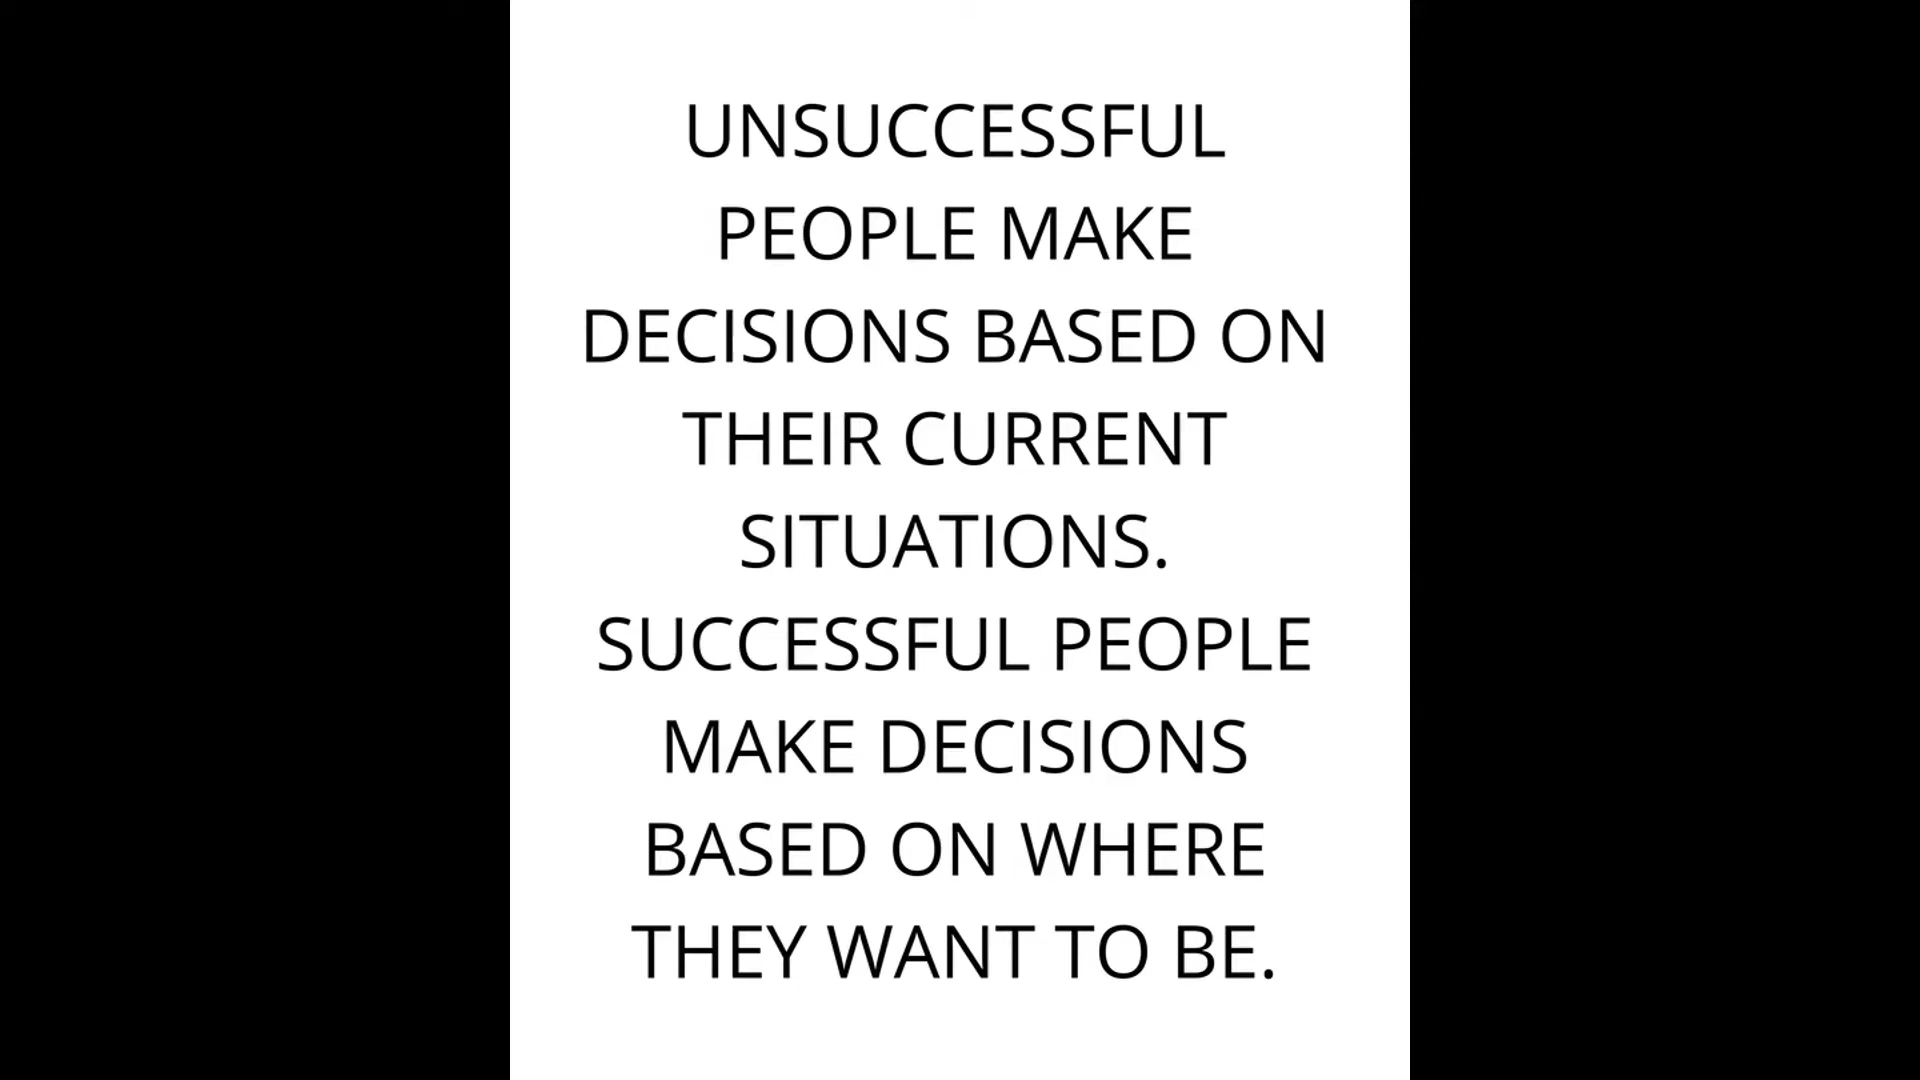 UNSUCCESSFUL
PEOPLE MAKE
DECISIONS BASED ON
THEIR CURRENT
SITUATIONS.
SUCCESSFUL PEOPLE
MAKE DECISIONS
BASED ON WHERE
THEY WANT TO BE.